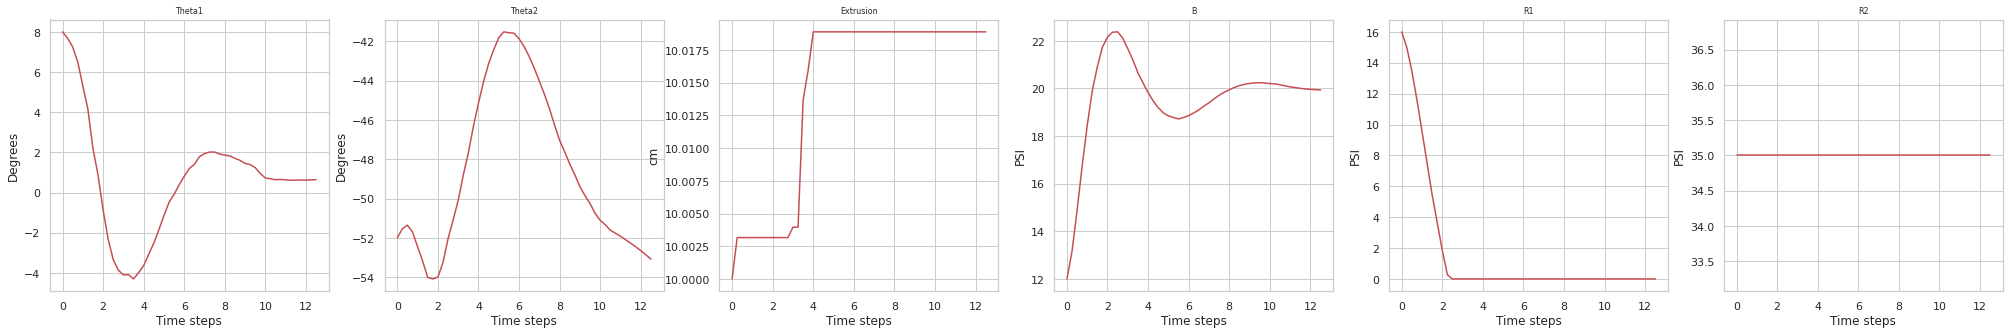 Theta1
8
6
4
2
0
−2
−4
Degrees
0 2 4 6 8 10 12
Time steps
Theta2
−42
−44
−46
−48
−50
−52
−54
Degrees
0 2 4 6 8 10 12
Time steps
Extrusion
10.0175
10.0150
10.0125
10.0100
10.0075
10.0050
10.0025
10.0000
cm
0 2 4 6 8 10 12
Time steps
B
22
20
18
16
14
12
PSI
0 2 4 6 8 10 12
Time steps
R1
16
14
12
10
8
6
4
2
0
PSI
0 2 4 6 8 10 12
Time steps
R2
36.5
36.0
35.5
35.0
34.5
34.0
33.5
PSI
0 2 4 6 8 10 12
Time steps